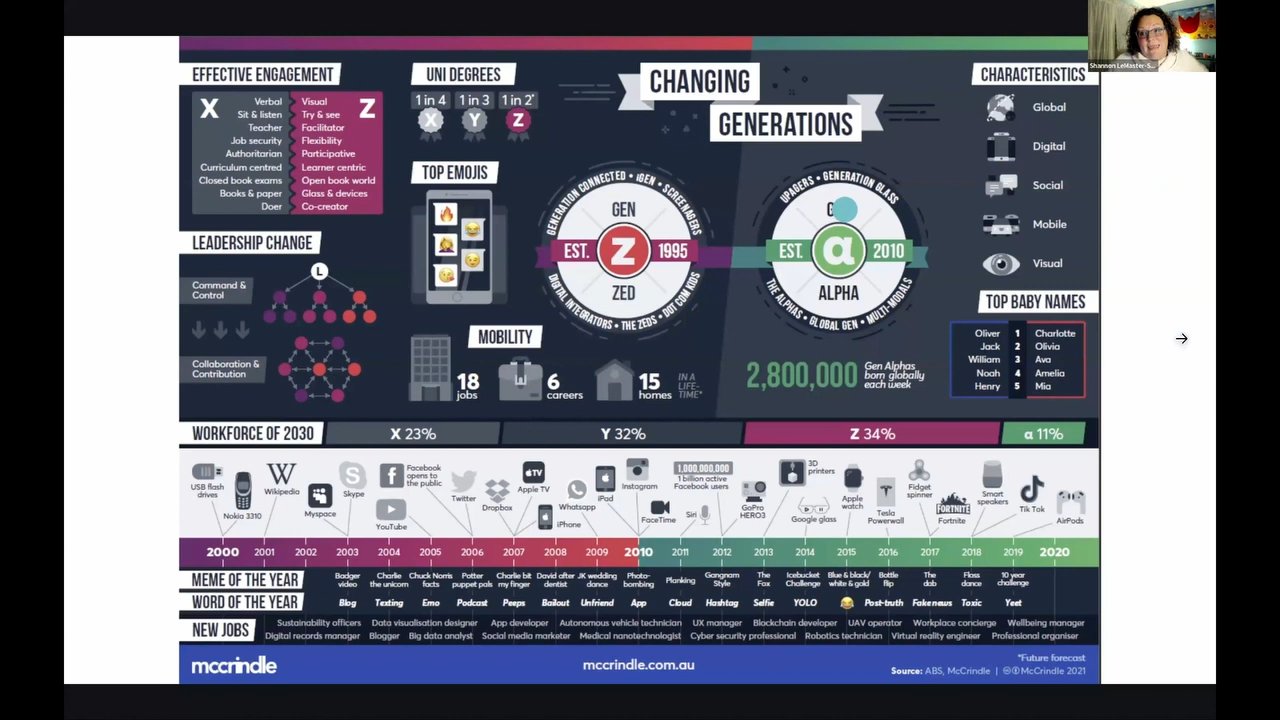 Shannon LeMaster-S...
CHANGING
GENERATIONS
EFFECTIVE ENGAGEMENT
X
Z
Verbal Visual
Sit & listen Try & see
Teacher Facilitator
Job security Flexibility
Authoritarian Participative
Curriculum centred Learner centric
Closed book exams Open book world
Books & paper Glass & devices
Doer Co-creator
LEADERSHIP CHANGE
L
Command &
Control
Collaboration &
Contribution
UNI DEGREES
1 in 4 1 in 3 1 in 2*
X Y Z
TOP EMOJIS
MOBILITY
18
jobs
6
careers
15
homes
IN A
LIFE-
TIME*
GENERATION CONNECTED • iGEN • SCREENAGERS
GEN
EST. Z 1995
ZED
DIGITAL INTEGRATORS • THE ZEDS • DOT COM KIDS
UPAGERS • GENERATION GLASS
G
EST. α 2010
ALPHA
THE ALPHAS • GLOBAL GEN • MULTI-MODALS
2,800,000
Gen Alphas
born globally
each week
CHARACTERISTICS
Global
Digital
Social
Mobile
Visual
TOP BABY NAMES
Oliver 1 Charlotte
Jack 2 Olivia
William 3 Ava
Noah 4 Amelia
Henry 5 Mia
WORKFORCE OF 2030
X 23%
Y 32%
Z 34%
α 11%
USB flash
drives
Nokia 3310
W
Wikipedia
Myspace
S
Skype
f
Facebook
opens to
the public
YouTube
Twitter
Dropbox
tv
Apple TV
iPhone
Whatsapp
iPad
Instagram
FaceTime
1,000,000,000
1 billion active
Facebook users
Siri
GoPro
HERO3
3D
printers
Google glass
Apple
watch
Tesla
Powerwall
Fidget
spinner
FORTNITE
Fortnite
Smart
speakers
Tik Tok
AirPods
2000 2001 2002 2003 2004 2005 2006 2007 2008 2009 2010 2011 2012 2013 2014 2015 2016 2017 2018 2019 2020
MEME OF THE YEAR
Badger
video
Charlie
the unicorn
Chuck Norris
facts
Potter
puppet pals
Charlie bit
my finger
David after
dentist
JK wedding
dance
Photo-
bombing
Planking
Gangnam
Style
The
Fox
Icebucket
Challenge
Blue & black/
white & gold
Bottle
flip
The
dab
Floss
dance
10 year
challenge
WORD OF THE YEAR
Blog Texting Emo Podcast Peeps Bailout Unfriend App Cloud Hashtag Selfie YOLO 😂 Post-truth Fake news Toxic Yeet
NEW JOBS
Sustainability officers Data visualisation designer App developer Autonomous vehicle technician UX manager Blockchain developer UAV operator Workplace concierge Wellbeing manager
Digital records manager Blogger Big data analyst Social media marketer Medical nanotechnologist Cyber security professional Robotics technician Virtual reality engineer Professional organiser
mccrindle
mccrindle.com.au
*Future forecast
Source: ABS, McCrindle | McCrindle 2021